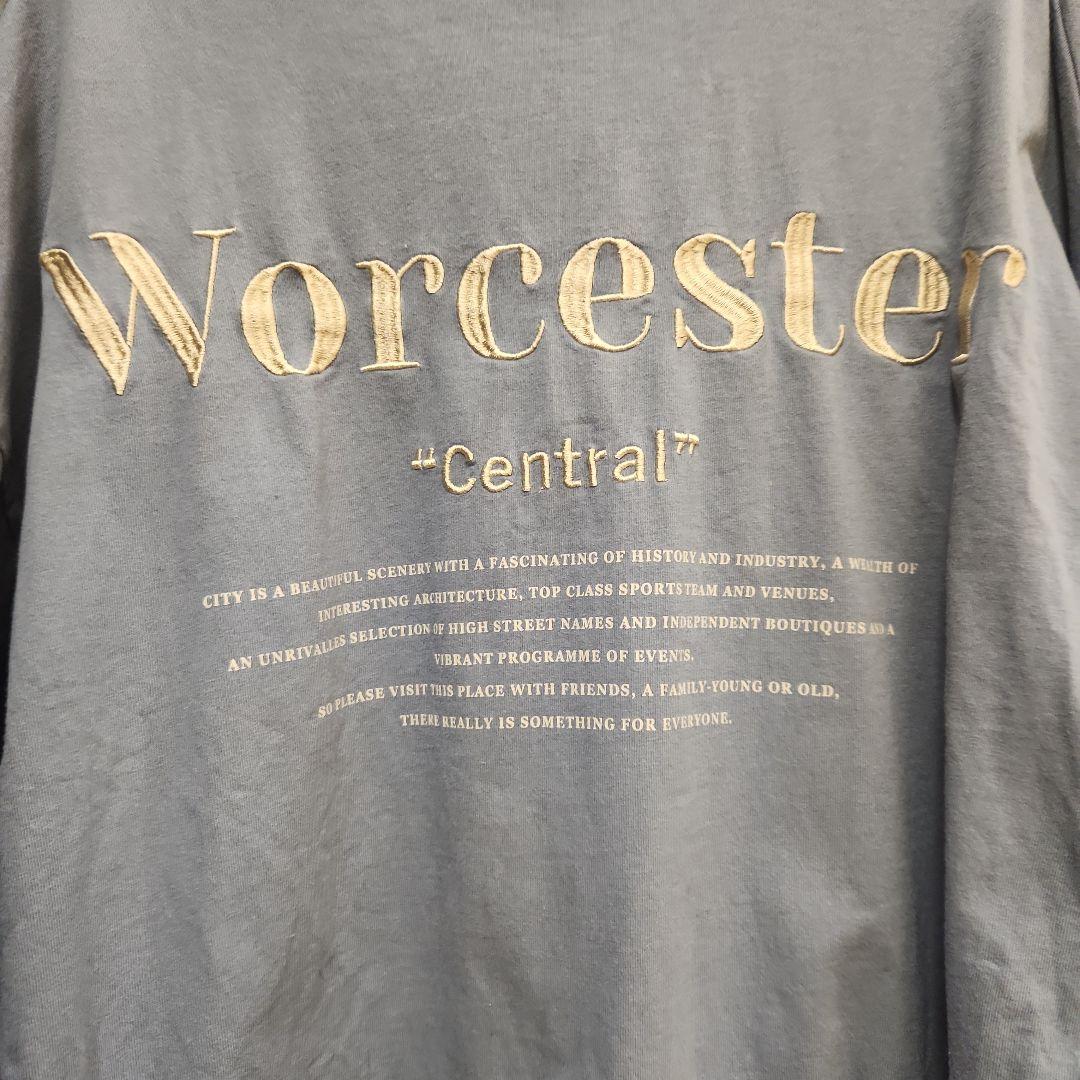 Worcester
“Central”
CITY IS A BEAUTIFUL SCENERY WITH A FASCINATING OF HISTORY AND INDUSTRY, A WEALTH OF
INTERESTING ARCHITECTURE, TOP CLASS SPORTS TEAM AND VENUES,
AN UNRIVALLES SELECTION OF HIGH STREET NAMES AND INDEPENDENT BOUTIQUES AND A
VIBRANT PROGRAMME OF EVENTS.
SO PLEASE VISIT THIS PLACE WITH FRIENDS, A FAMILY-YOUNG OR OLD,
THERE REALLY IS SOMETHING FOR EVERYONE.